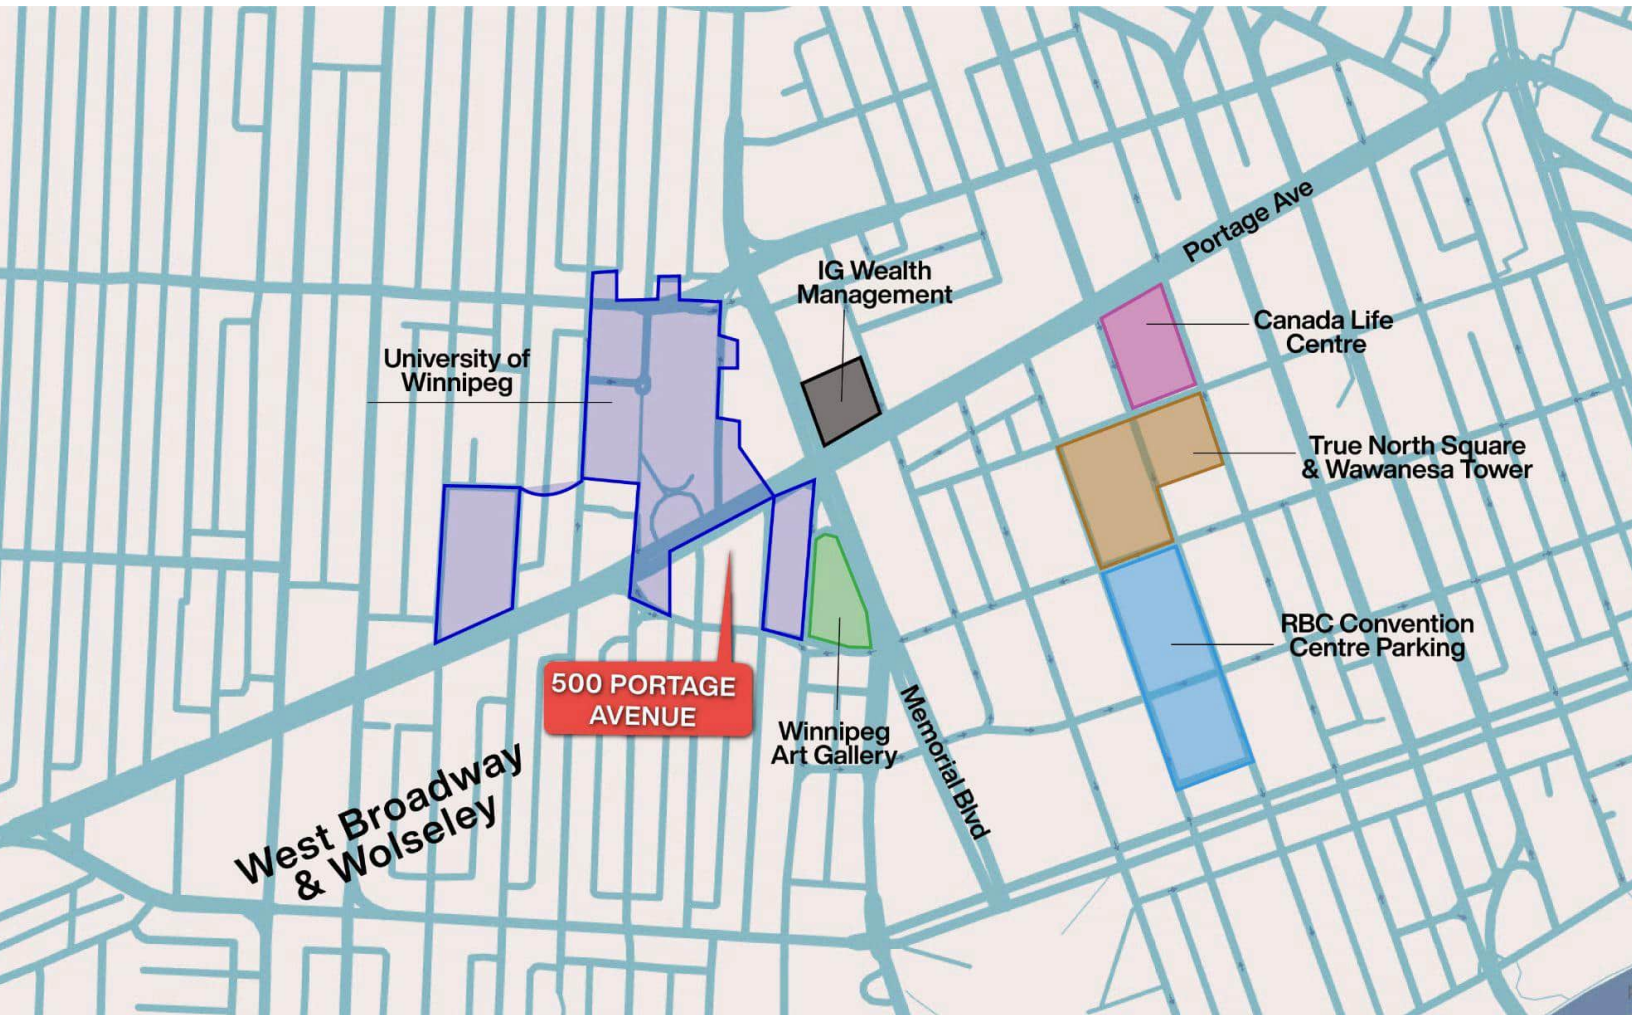 Portage Ave
IG Wealth
Management
Canada Life
Centre
University of
Winnipeg
True North Square
& Wawanesa Tower
RBC Convention
Centre Parking
500 PORTAGE
AVENUE
Winnipeg
Art Gallery
Memorial Blvd
West Broadway
& Wolseley